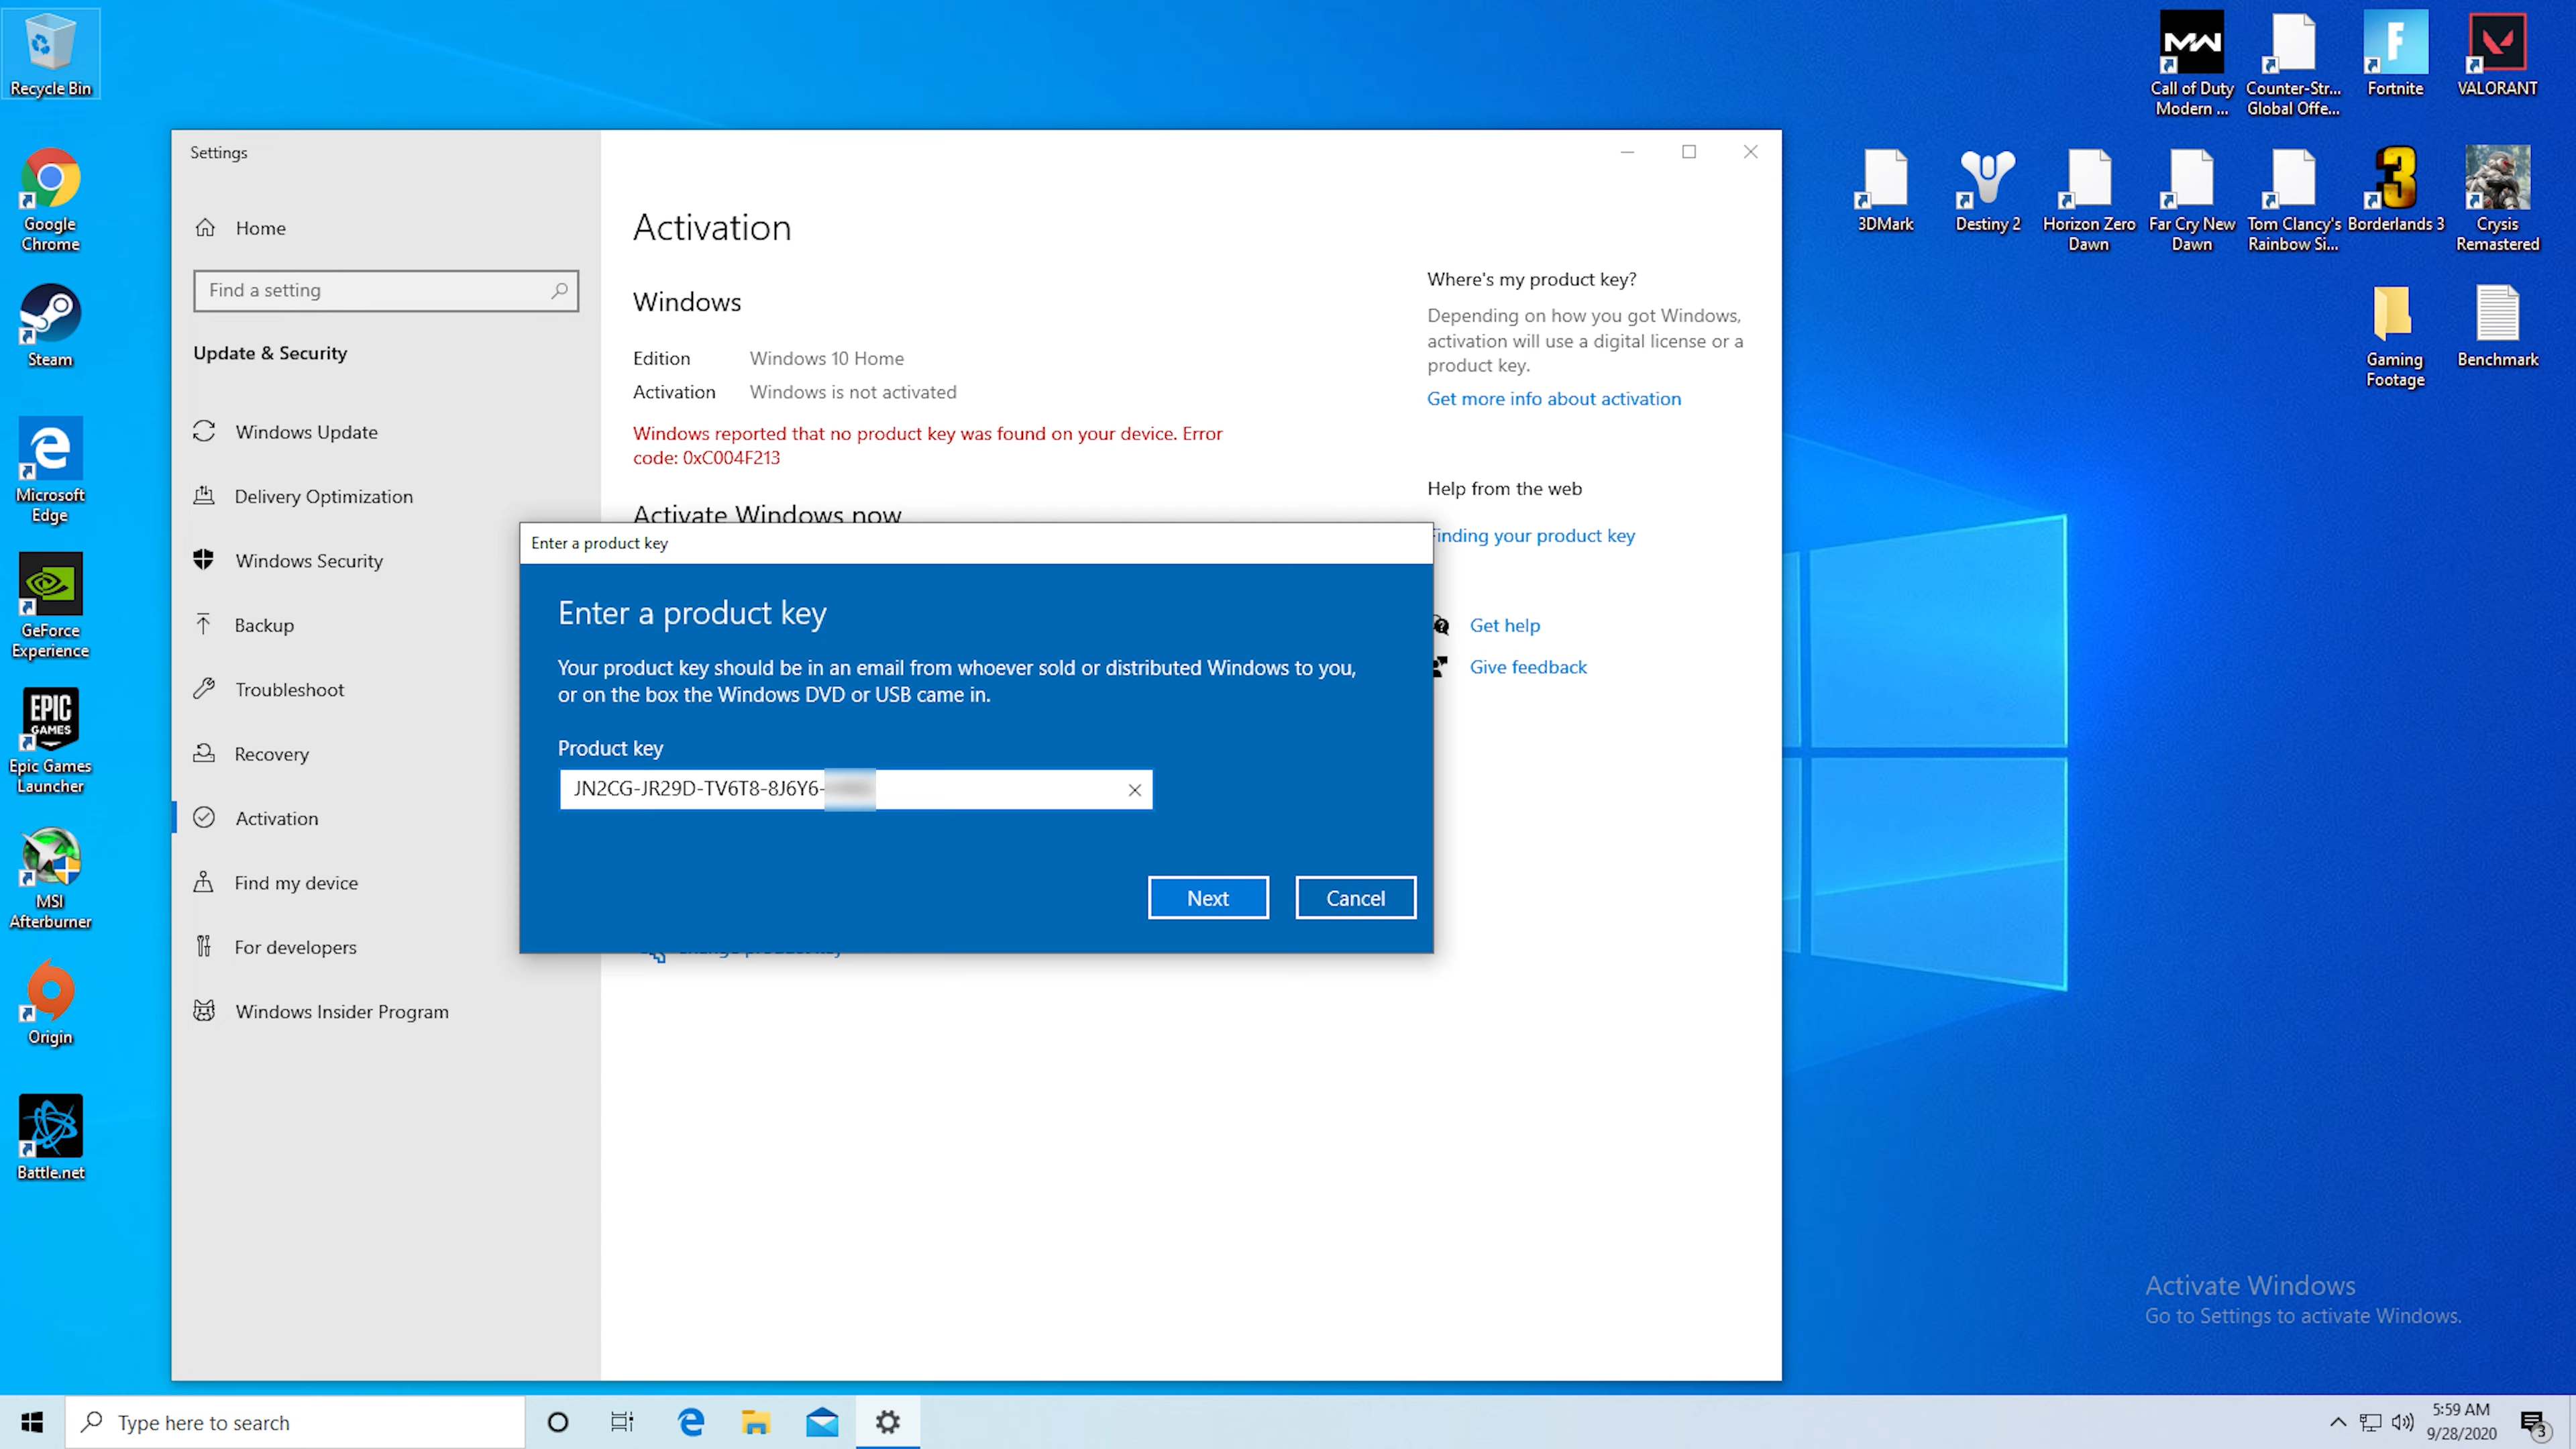 Recycle Bin
Google
Chrome
Steam
Microsoft
Edge
GeForce
Experience
EPIC
GAMES
Epic Games
Launcher
MSI
Afterburner
Origin
Battle.net
Call of Duty
Modern ...
Counter-Str...
Global Offe...
Fortnite
VALORANT
3DMark
Destiny 2
Horizon Zero
Dawn
Far Cry New
Dawn
Tom Clancy's
Rainbow Si...
Borderlands 3
Crysis
Remastered
Gaming
Footage
Benchmark
Settings
Home
Find a setting
Update & Security
Windows Update
Delivery Optimization
Windows Security
Backup
Troubleshoot
Recovery
Activation
Find my device
For developers
Windows Insider Program
Activation
Windows
Edition Windows 10 Home
Activation Windows is not activated
Windows reported that no product key was found on your device. Error
code: 0xC004F213
Activate Windows now
Where's my product key?
Depending on how you got Windows,
activation will use a digital license or a
product key.
Get more info about activation
Help from the web
Finding your product key
Get help
Give feedback
Enter a product key
Enter a product key
Your product key should be in an email from whoever sold or distributed Windows to you,
or on the box the Windows DVD or USB came in.
Product key
JN2CG-JR29D-TV6T8-8J6Y6-
Next Cancel
Activate Windows
Go to Settings to activate Windows.
Type here to search
5:59 AM
9/28/2020
3